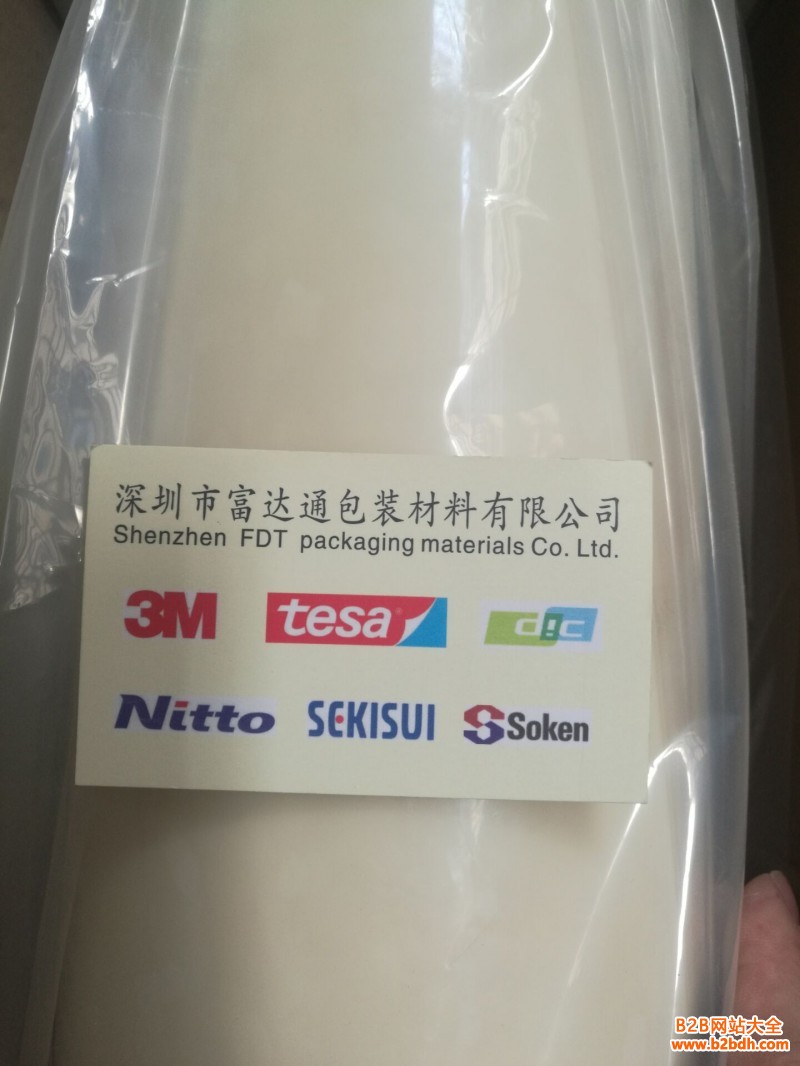 深圳市富达通包装材料有限公司
Shenzhen FDT packaging materials Co. Ltd.
3M tesa® dic
Nitto SEKISUI Soken
B2B网站大全
www.b2bdh.com